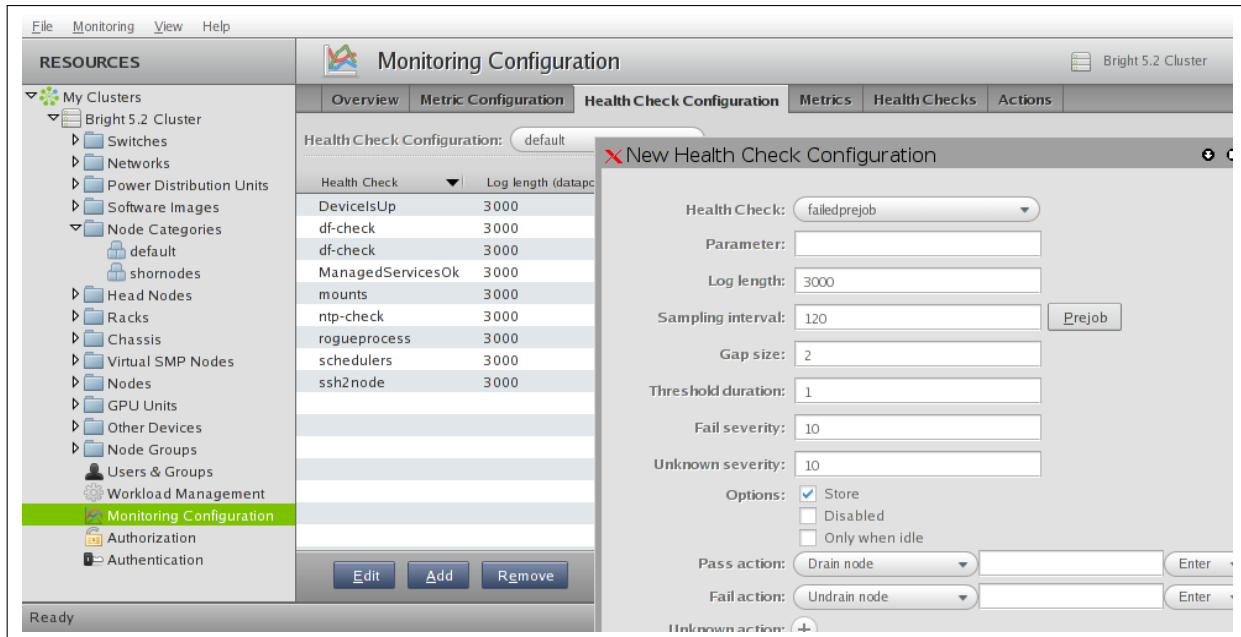 File Monitoring View Help
RESOURCES
My Clusters
Bright 5.2 Cluster
Switches
Networks
Power Distribution Units
Software Images
Node Categories
default
shornodes
Head Nodes
Racks
Chassis
Virtual SMP Nodes
Nodes
GPU Units
Other Devices
Node Groups
Users & Groups
Workload Management
Monitoring Configuration
Authorization
Authentication
Ready
Monitoring Configuration
Bright 5.2 Cluster
Overview Metric Configuration Health Check Configuration Metrics Health Checks Actions
Health Check Configuration: default
Health Check Log length (datapo
DeviceIsUp 3000
df-check 3000
df-check 3000
ManagedServicesOk 3000
mounts 3000
ntp-check 3000
rogueprocess 3000
schedulers 3000
ssh2node 3000
Edit Add Remove
New Health Check Configuration
Health Check: failedprejob
Parameter:
Log length: 3000
Sampling interval: 120 Prejob
Gap size: 2
Threshold duration: 1
Fail severity: 10
Unknown severity: 10
Options: Store
Disabled
Only when idle
Pass action: Drain node Enter
Fail action: Undrain node Enter
Unknown action: